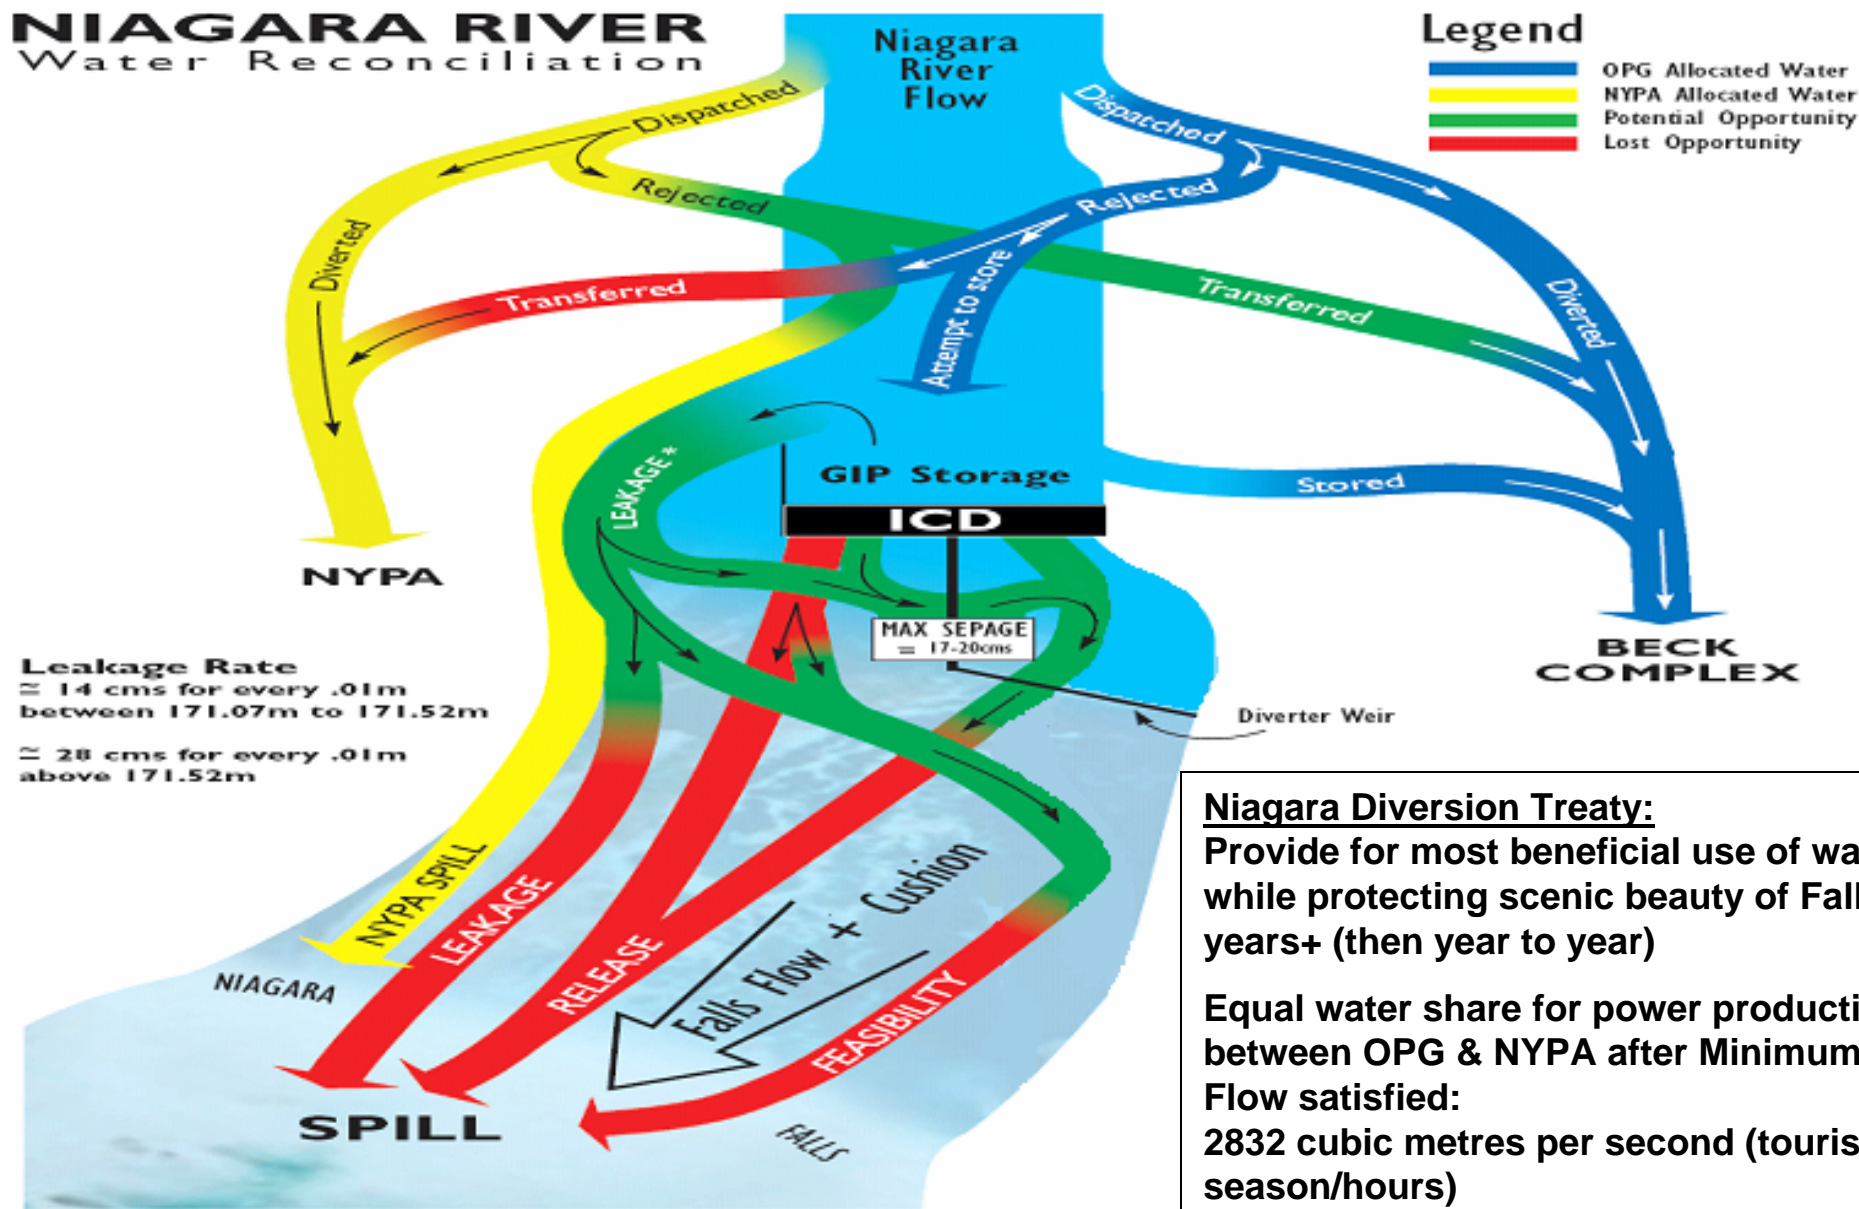 NIAGARA RIVER
Water Reconciliation
Niagara
River
Flow
Legend
OPG Allocated Water
NYPA Allocated Water
Potential Opportunity
Lost Opportunity
Dispatched
Dispatched
Rejected
Rejected
Diverted
Transferred
Attempt to store
Transferred
Diverted
LEAKAGE *
GIP Storage
Stored
ICD
NYPA
MAX SEPAGE
= 17-20cms
BECK
COMPLEX
Leakage Rate
≃ 14 cms for every .01m
between 171.07m to 171.52m
≃ 28 cms for every .01m
above 171.52m
Diverter Weir
NYPA SPILL
LEAKAGE
RELEASE
Falls Flow + Cushion
FEASIBILITY
NIAGARA
SPILL
FALLS
Niagara Diversion Treaty:
Provide for most beneficial use of wa
while protecting scenic beauty of Fall
years+ (then year to year)
Equal water share for power producti
between OPG & NYPA after Minimum
Flow satisfied:
2832 cubic metres per second (touris
season/hours)